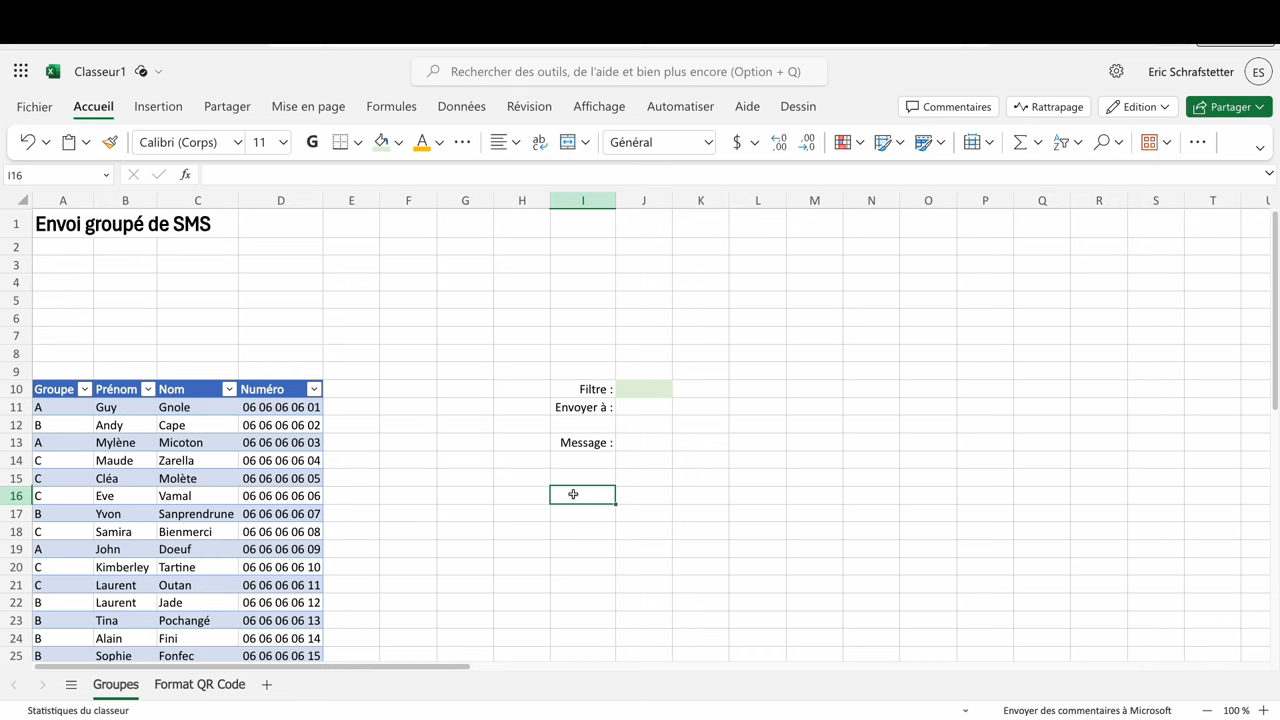 Classeur1
Rechercher des outils, de l'aide et bien plus encore (Option + Q)
Eric Schrafstetter
ES
Fichier Accueil Insertion Partager Mise en page Formules Données Révision Affichage Automatiser Aide Dessin
Commentaires Rattrapage Edition Partager
Calibri (Corps) 11 G A Général $ ,00 ,00
I16 fx
A B C D E F G H I J K L M N O P Q R S T
1 Envoi groupé de SMS
2
3
4
5
6
7
8
9
10 Groupe Prénom Nom Numéro Filtre :
11 A Guy Gnole 06 06 06 06 01 Envoyer à :
12 B Andy Cape 06 06 06 06 02
13 A Mylène Micoton 06 06 06 06 03 Message :
14 C Maude Zarella 06 06 06 06 04
15 C Cléa Molète 06 06 06 06 05
16 C Eve Vamal 06 06 06 06 06
17 B Yvon Sanprendrune 06 06 06 06 07
18 C Samira Bienmerci 06 06 06 06 08
19 A John Doeuf 06 06 06 06 09
20 C Kimberley Tartine 06 06 06 06 10
21 C Laurent Outan 06 06 06 06 11
22 B Laurent Jade 06 06 06 06 12
23 B Tina Pochangé 06 06 06 06 13
24 B Alain Fini 06 06 06 06 14
25 B Sophie Fonfec 06 06 06 06 15
Groupes Format QR Code
Statistiques du classeur Envoyer des commentaires à Microsoft 100 %